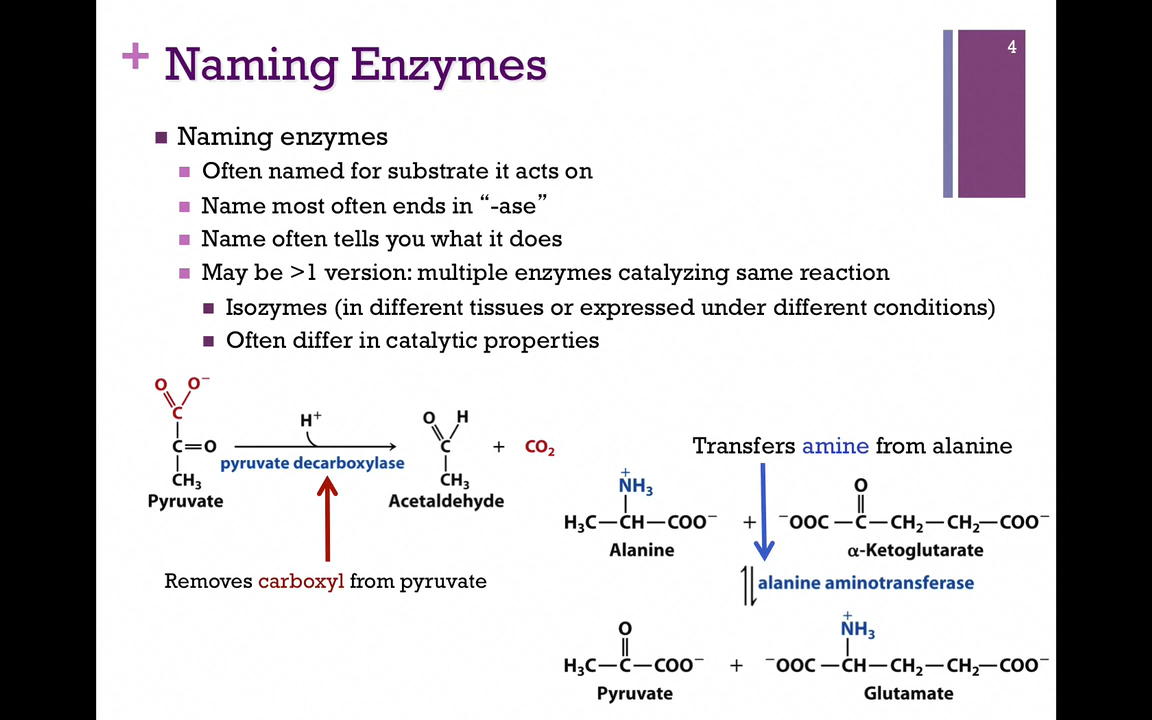 + Naming Enzymes
4
■ Naming enzymes
■ Often named for substrate it acts on
■ Name most often ends in “-ase”
■ Name often tells you what it does
■ May be >1 version: multiple enzymes catalyzing same reaction
■ Isozymes (in different tissues or expressed under different conditions)
■ Often differ in catalytic properties
O O⁻
C
C=O
CH₃
Pyruvate
H⁺
pyruvate decarboxylase
O H
C
CH₃
Acetaldehyde
+ CO₂
Removes carboxyl from pyruvate
Transfers amine from alanine
+
NH₃
H₃C—CH—COO⁻
Alanine
+
O
⁻OOC—C—CH₂—CH₂—COO⁻
α-Ketoglutarate
alanine aminotransferase
O
H₃C—C—COO⁻
Pyruvate
+
+
NH₃
⁻OOC—CH—CH₂—CH₂—COO⁻
Glutamate